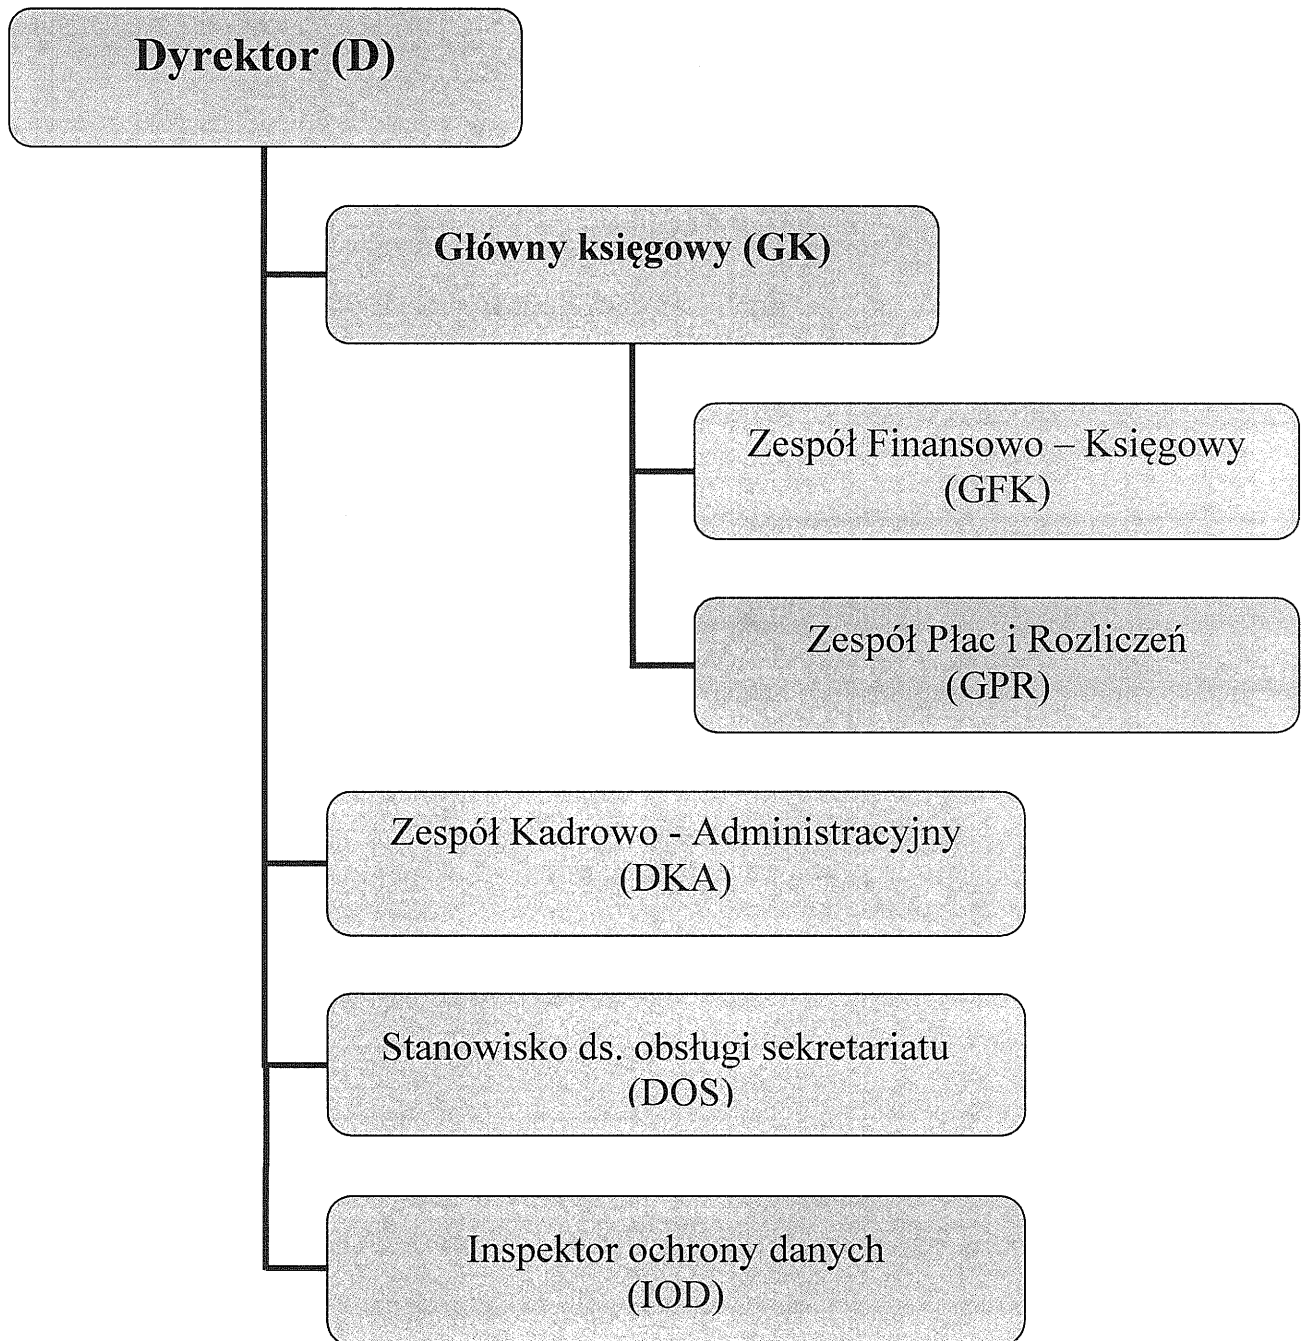 Dyrektor (D)
Główny księgowy (GK)
Zespół Finansowo – Księgowy
(GFK)
Zespół Płac i Rozliczeń
(GPR)
Zespół Kadrowo - Administracyjny
(DKA)
Stanowisko ds. obsługi sekretariatu
(DOS)
Inspektor ochrony danych
(IOD)